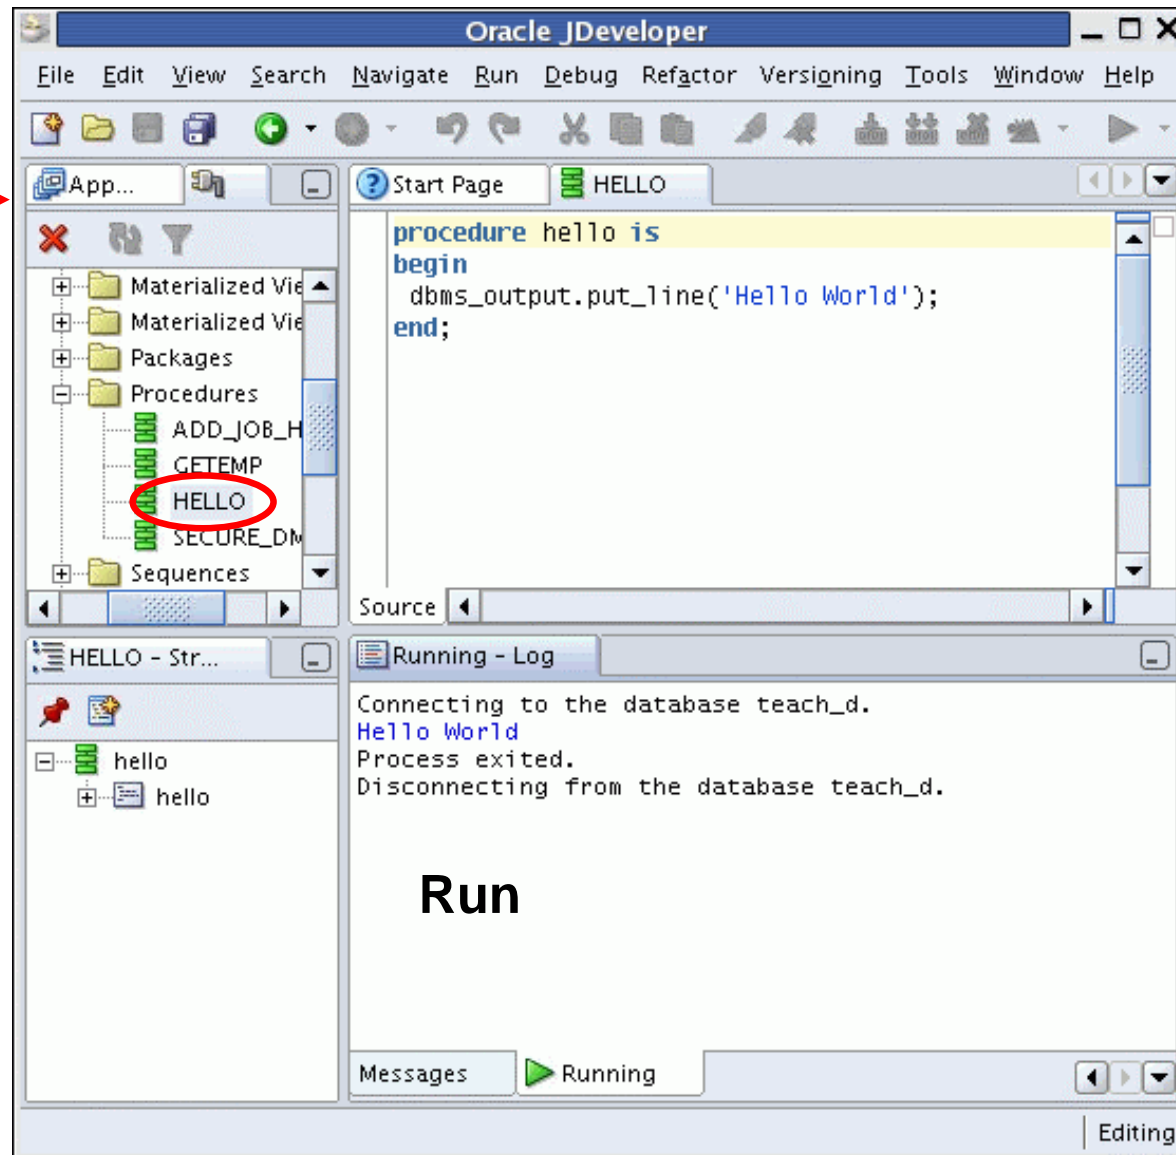 Oracle JDeveloper
File Edit View Search Navigate Run Debug Refactor Versioning Tools Window Help
App...
Start Page
HELLO
Materialized Vie
Materialized Vie
Packages
Procedures
ADD_JOB_H
GETEMP
HELLO
SECURE_DM
Sequences
procedure hello is
begin
dbms_output.put_line('Hello World');
end;
Source
HELLO - Str...
hello
hello
Running - Log
Connecting to the database teach_d.
Hello World
Process exited.
Disconnecting from the database teach_d.
Run
Messages
Running
Editing